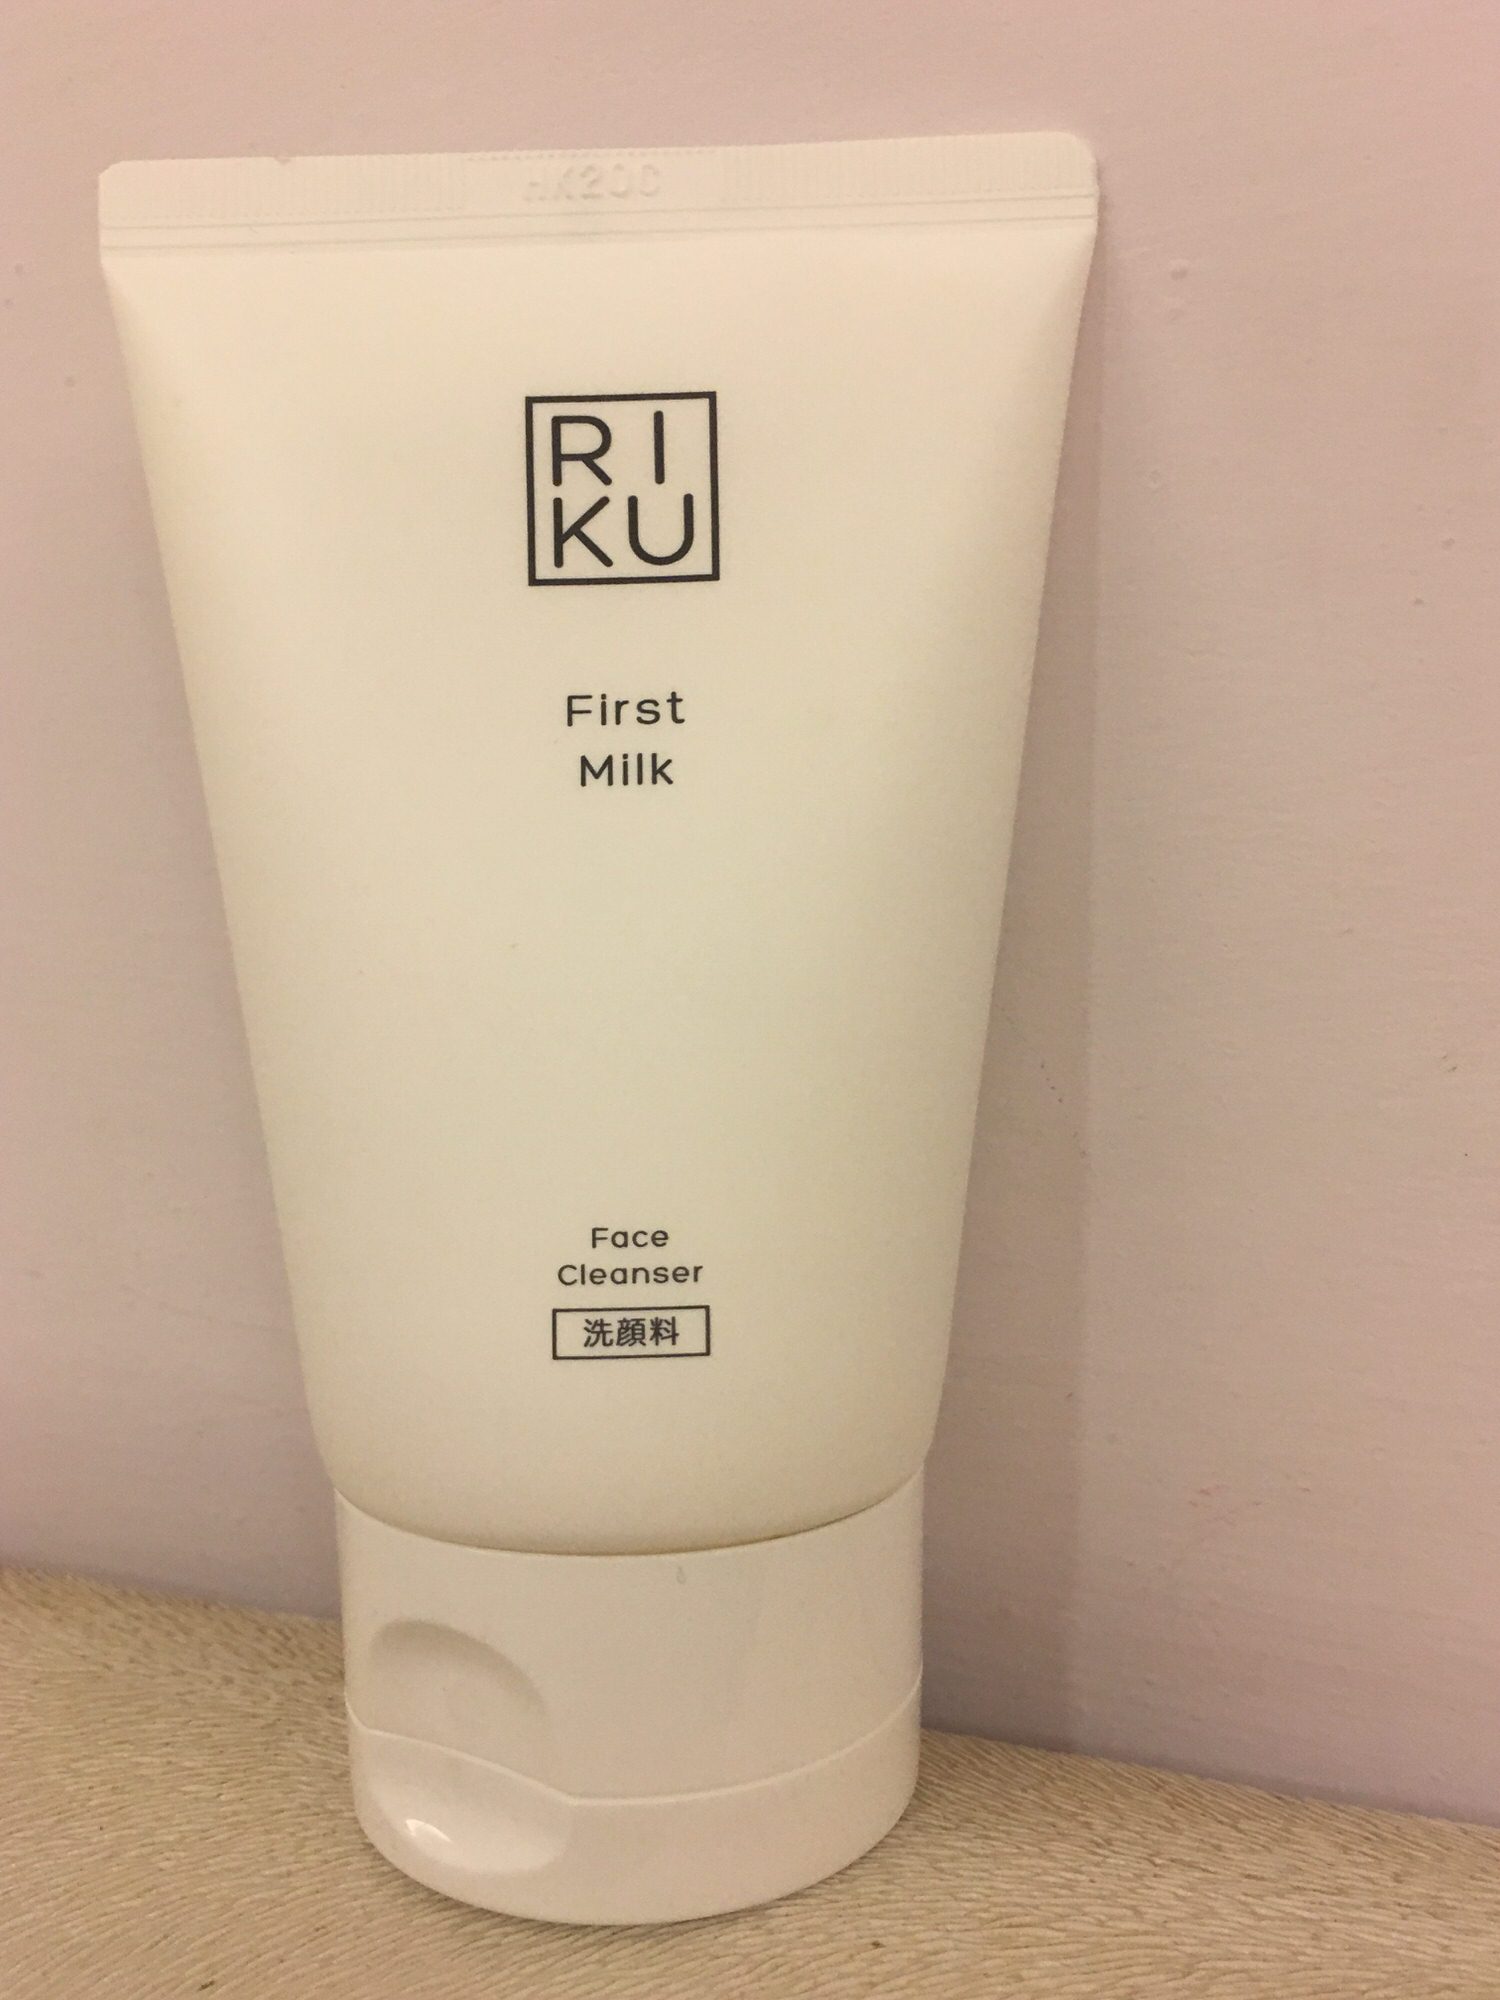 RI
KU
First
Milk
Face
Cleanser
洗顔料